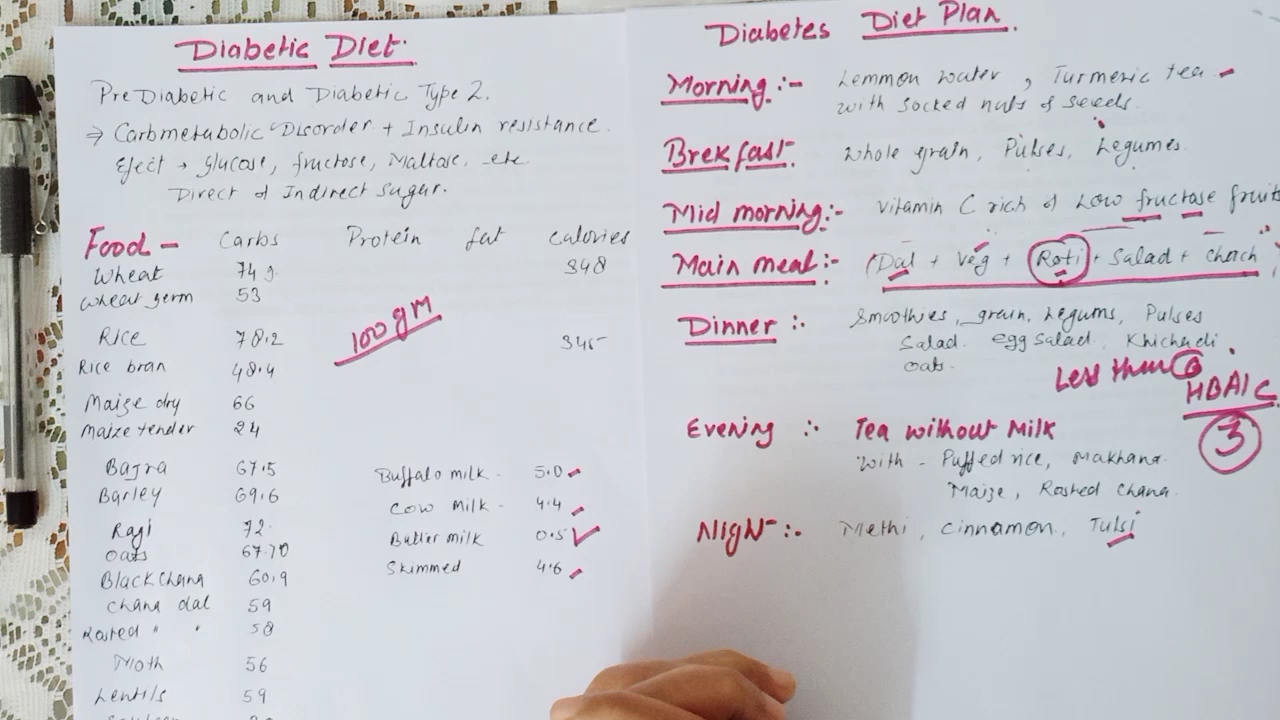 Diabetic Diet.
PreDiabetic and Diabetic Type 2.
⇒ Carbmetabolic Disorder + Insulin resistance.
Efect → glucose, fructose, Maltose, etc.
Direct & Indirect Sugar.
Food - Carbs Protein fat calories
Wheat 74 g 348
Wheat germ 53
100 gm
Rice 78.2 345
Rice bran 48.4
Maize dry 66
Maize tender 24
Bajra 67.5
Barley 69.6
Ragi 72
Oats 67.70
Black Chana 60.9
Chana dal 59
Rosted " " 58
Moth 56
Lentils 59
Buffalo milk - 5.0
Cow milk - 4.4
Butter milk 0.5 ✓
Skimmed 4.6
Diabetes Diet Plan.
Morning :- Lemmon water, Turmeric tea
with Socked nuts & seeds.
Brekfast Whole grain, Pulses, Legumes.
Mid morning:- Vitamin C rich & Low fructose fruits
Main meal:- (Dal + Veg + Roti + Salad + Chach
Dinner :- Smoothies, grain, Legums, Pulses
Salad. egg Salad, Khichadi
Oats.
Less then 6
HBA1C
3
Evening :- Tea without Milk
With - Puffed rice, Makhana
Maize, Rosted Chana.
Night :- Methi, Cinnamon, Tulsi